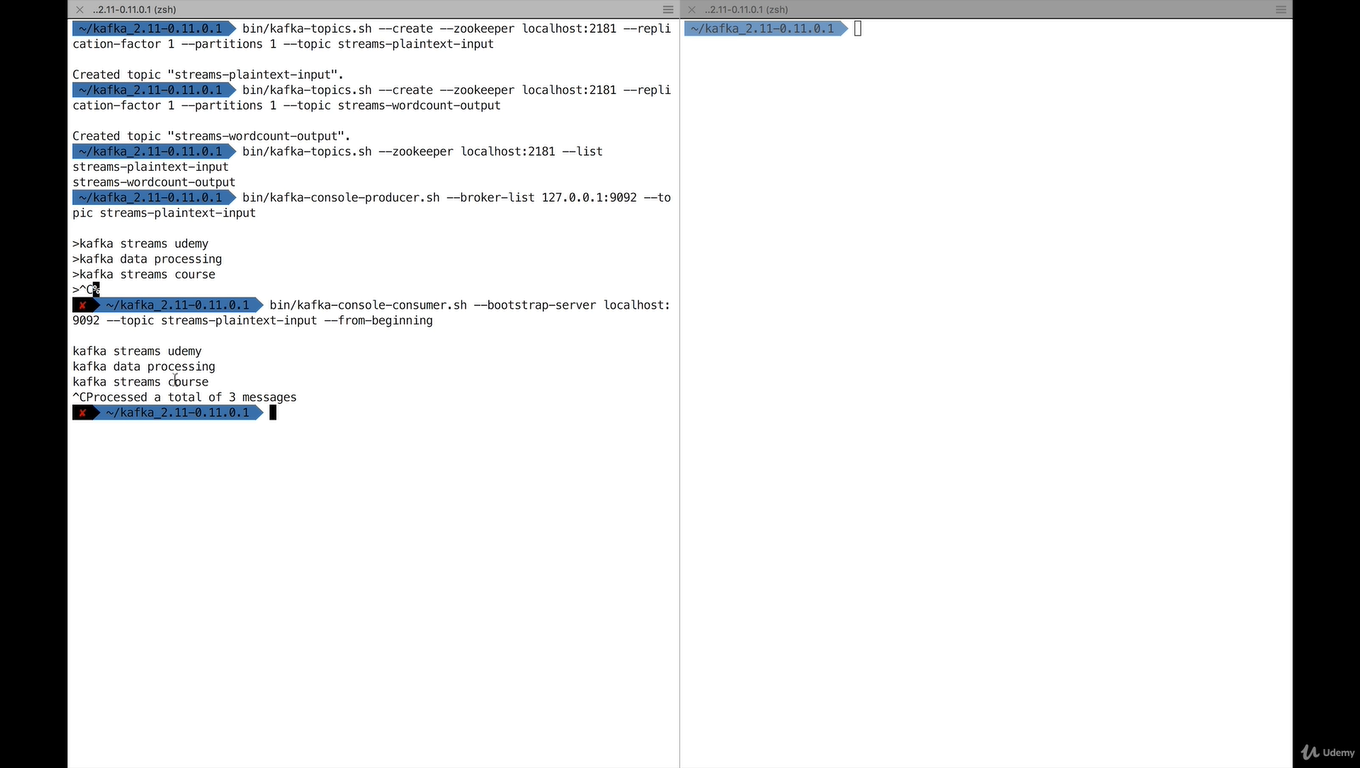 ..2.11-0.11.0.1 (zsh)
~/kafka_2.11-0.11.0.1 bin/kafka-topics.sh --create --zookeeper localhost:2181 --repli
cation-factor 1 --partitions 1 --topic streams-plaintext-input
Created topic "streams-plaintext-input".
~/kafka_2.11-0.11.0.1 bin/kafka-topics.sh --create --zookeeper localhost:2181 --repli
cation-factor 1 --partitions 1 --topic streams-wordcount-output
Created topic "streams-wordcount-output".
~/kafka_2.11-0.11.0.1 bin/kafka-topics.sh --zookeeper localhost:2181 --list
streams-plaintext-input
streams-wordcount-output
~/kafka_2.11-0.11.0.1 bin/kafka-console-producer.sh --broker-list 127.0.0.1:9092 --to
pic streams-plaintext-input
>kafka streams udemy
>kafka data processing
>kafka streams course
>^C%
✘ ~/kafka_2.11-0.11.0.1 bin/kafka-console-consumer.sh --bootstrap-server localhost:
9092 --topic streams-plaintext-input --from-beginning
kafka streams udemy
kafka data processing
kafka streams course
^CProcessed a total of 3 messages
✘ ~/kafka_2.11-0.11.0.1
..2.11-0.11.0.1 (zsh)
~/kafka_2.11-0.11.0.1
Udemy